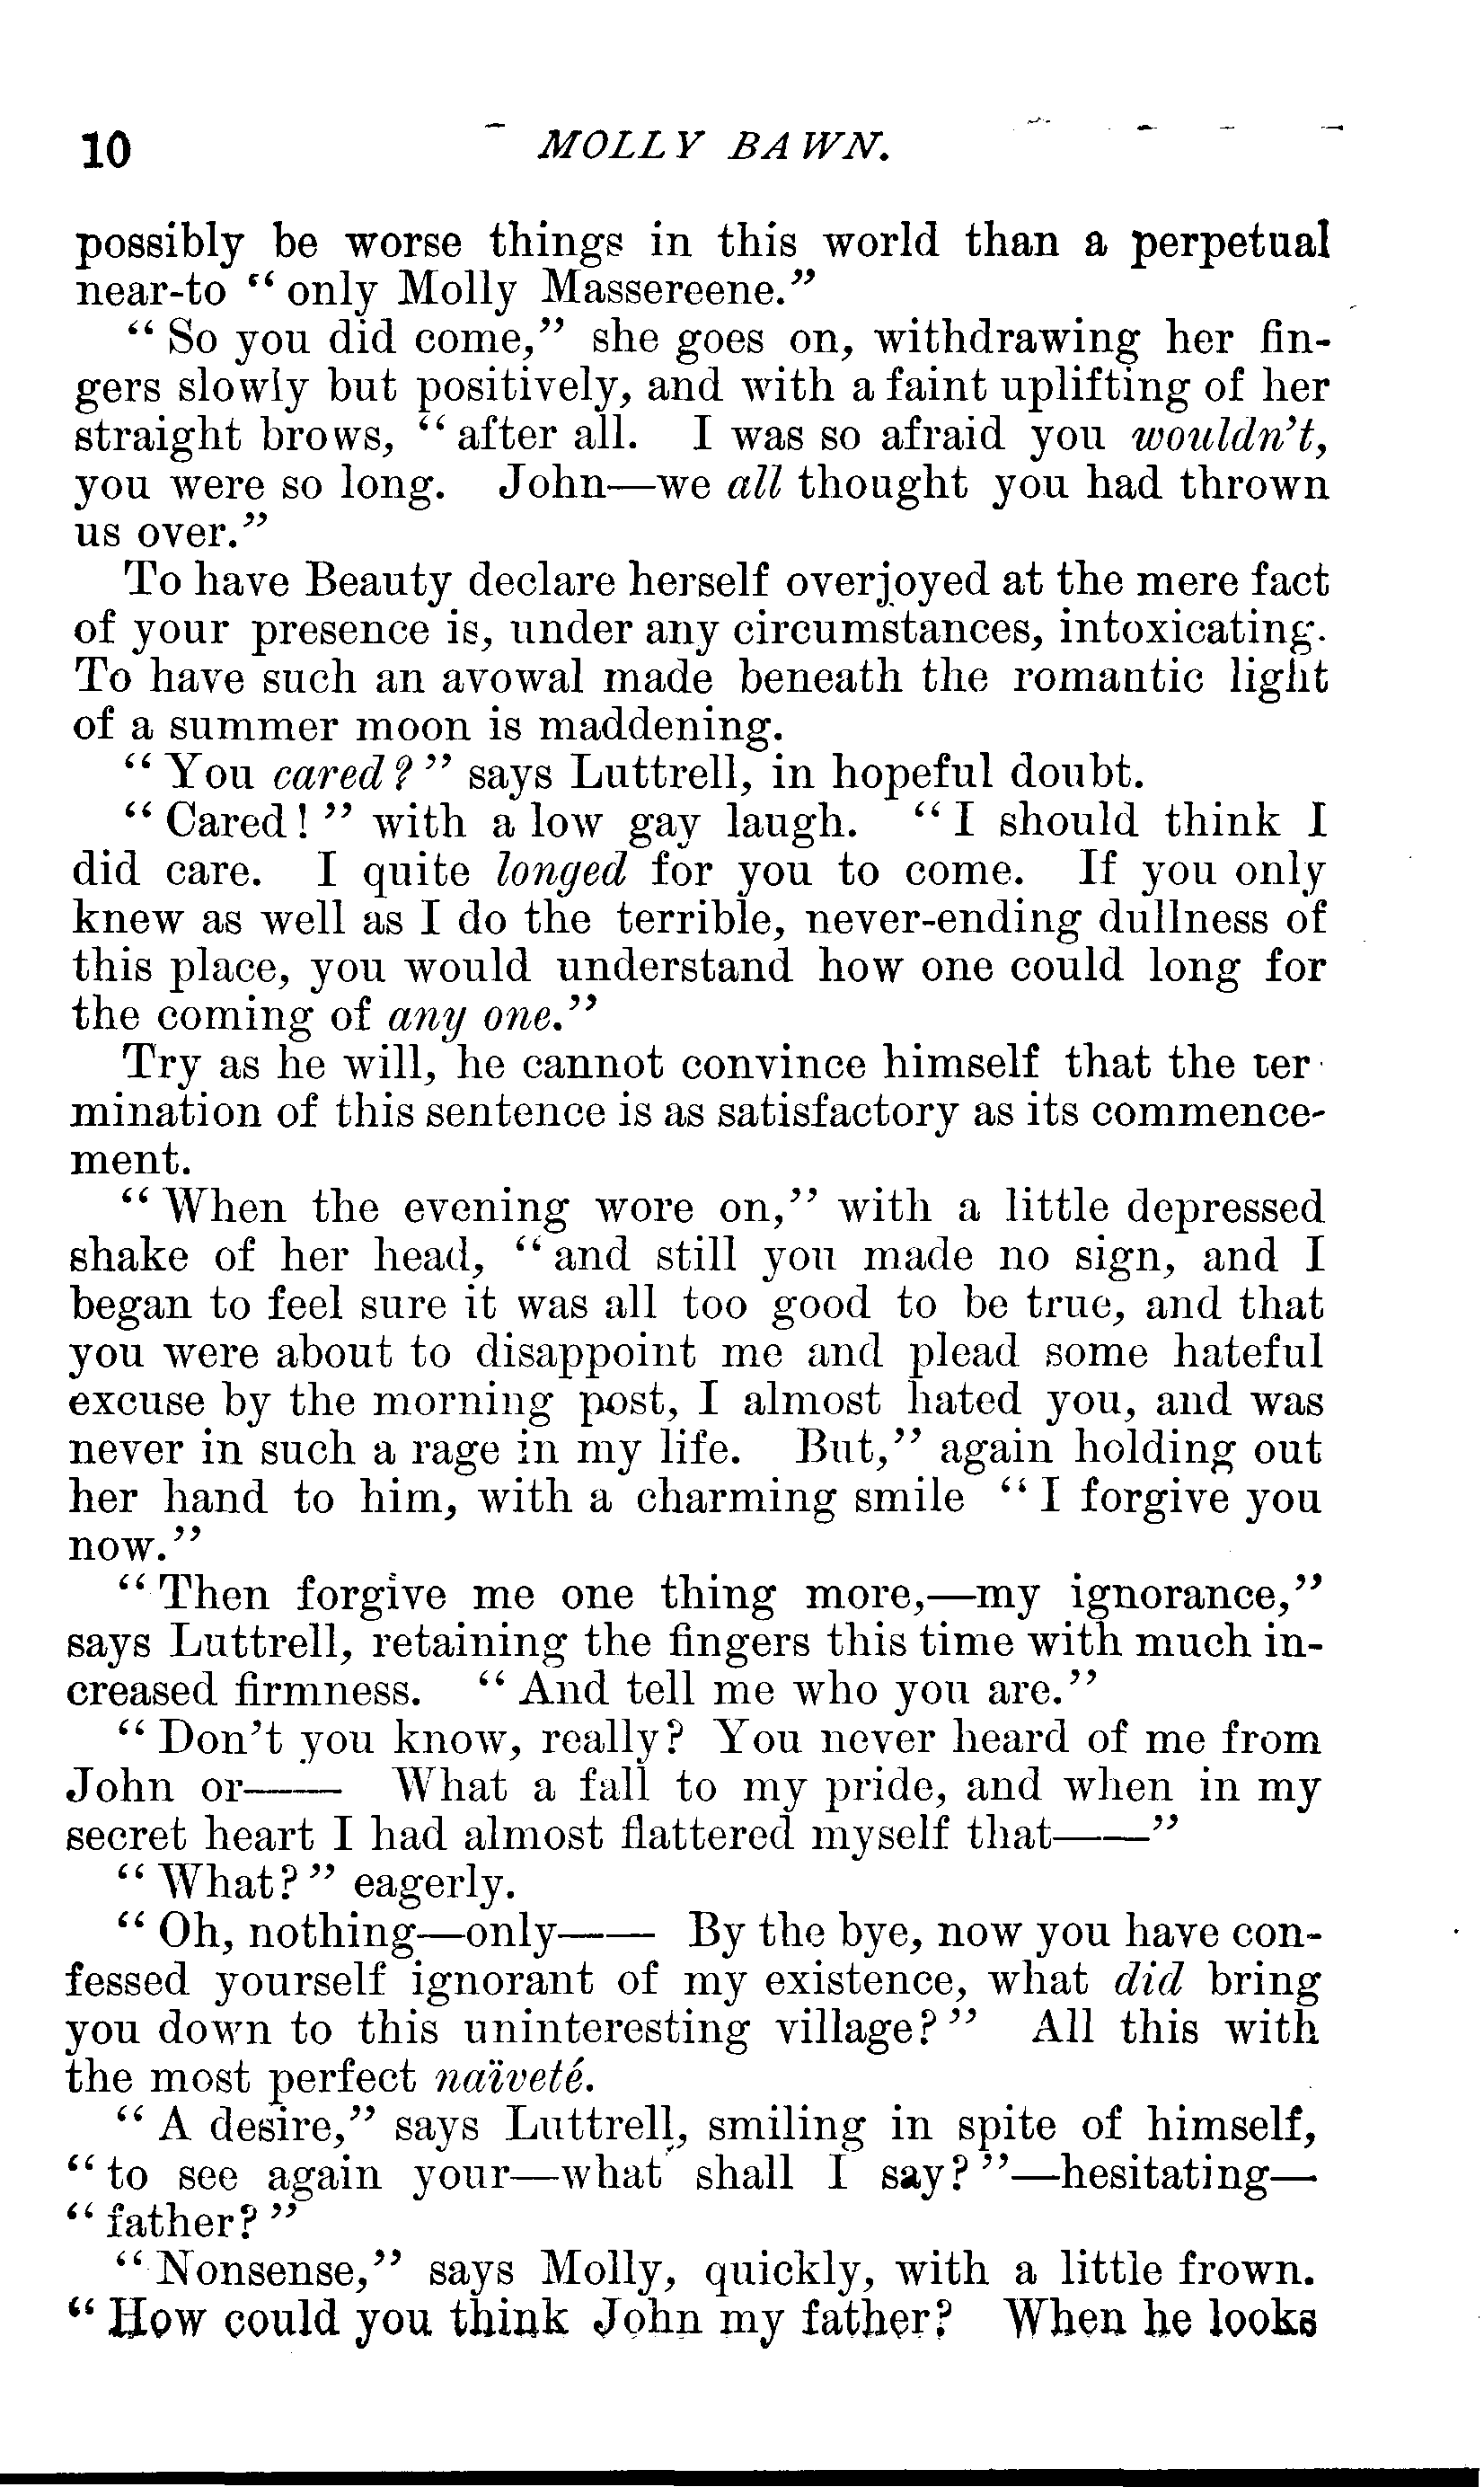 10 MOLLY BAWN.
possibly be worse things in this world than a perpetual
near-to "only Molly Massereene."
"So you did come," she goes on, withdrawing her fin-
gers slowly but positively, and with a faint uplifting of her
straight brows, "after all. I was so afraid you wouldn't,
you were so long. John—we all thought you had thrown
us over."
To have Beauty declare herself overjoyed at the mere fact
of your presence is, under any circumstances, intoxicating.
To have such an avowal made beneath the romantic light
of a summer moon is maddening.
"You cared?" says Luttrell, in hopeful doubt.
"Cared!" with a low gay laugh. "I should think I
did care. I quite longed for you to come. If you only
knew as well as I do the terrible, never-ending dullness of
this place, you would understand how one could long for
the coming of any one."
Try as he will, he cannot convince himself that the ter-
mination of this sentence is as satisfactory as its commence-
ment.
"When the evening wore on," with a little depressed
shake of her head, "and still you made no sign, and I
began to feel sure it was all too good to be true, and that
you were about to disappoint me and plead some hateful
excuse by the morning post, I almost hated you, and was
never in such a rage in my life. But," again holding out
her hand to him, with a charming smile "I forgive you
now."
"Then forgive me one thing more,—my ignorance,"
says Luttrell, retaining the fingers this time with much in-
creased firmness. "And tell me who you are."
"Don't you know, really? You never heard of me from
John or—— What a fall to my pride, and when in my
secret heart I had almost flattered myself that——"
"What?" eagerly.
"Oh, nothing—only—— By the bye, now you have con-
fessed yourself ignorant of my existence, what did bring
you down to this uninteresting village?" All this with
the most perfect naïveté.
"A desire," says Luttrell, smiling in spite of himself,
"to see again your—what shall I say?"—hesitating—
"father?"
"Nonsense," says Molly, quickly, with a little frown.
"How could you think John my father? When he looks